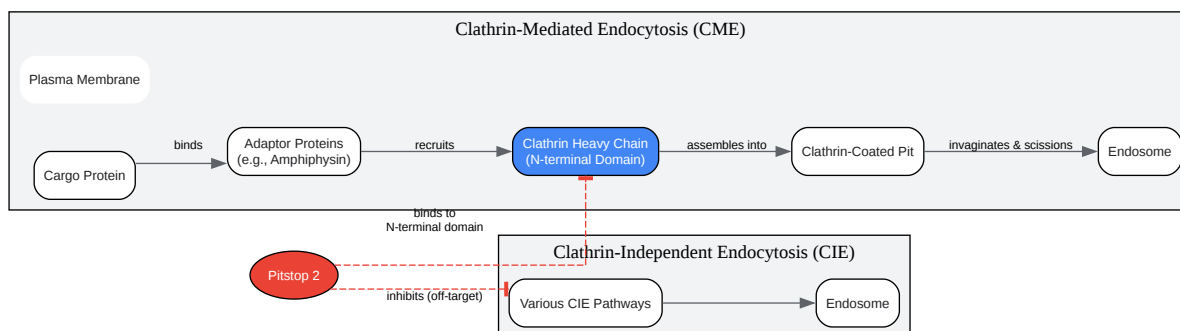 Clathrin-Mediated Endocytosis (CME)
Plasma Membrane
Cargo Protein
binds
Adaptor Proteins
(e.g., Amphiphysin)
recruits
Clathrin Heavy Chain
(N-terminal Domain)
assembles into
Clathrin-Coated Pit
invaginates & scissions
Endosome
binds to
N-terminal domain
Pitstop 2
inhibits (off-target)
Clathrin-Independent Endocytosis (CIE)
Various CIE Pathways
Endosome